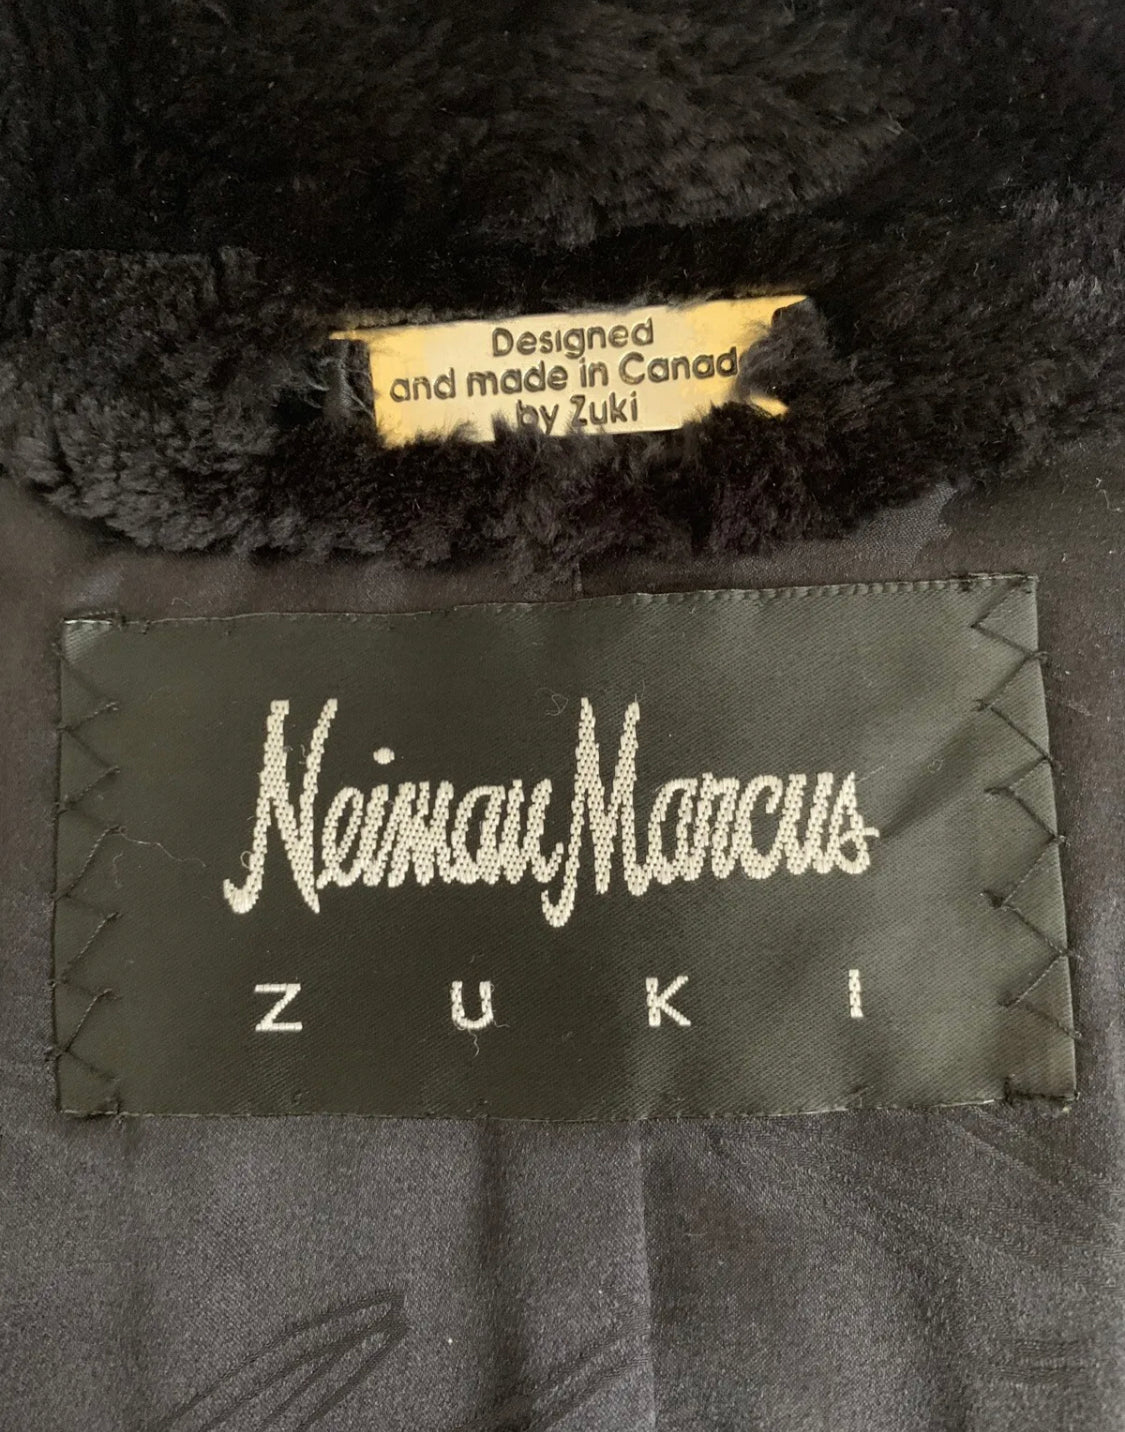 Designed
and made in Canad
by Zuki
Neiman Marcus
ZUKI